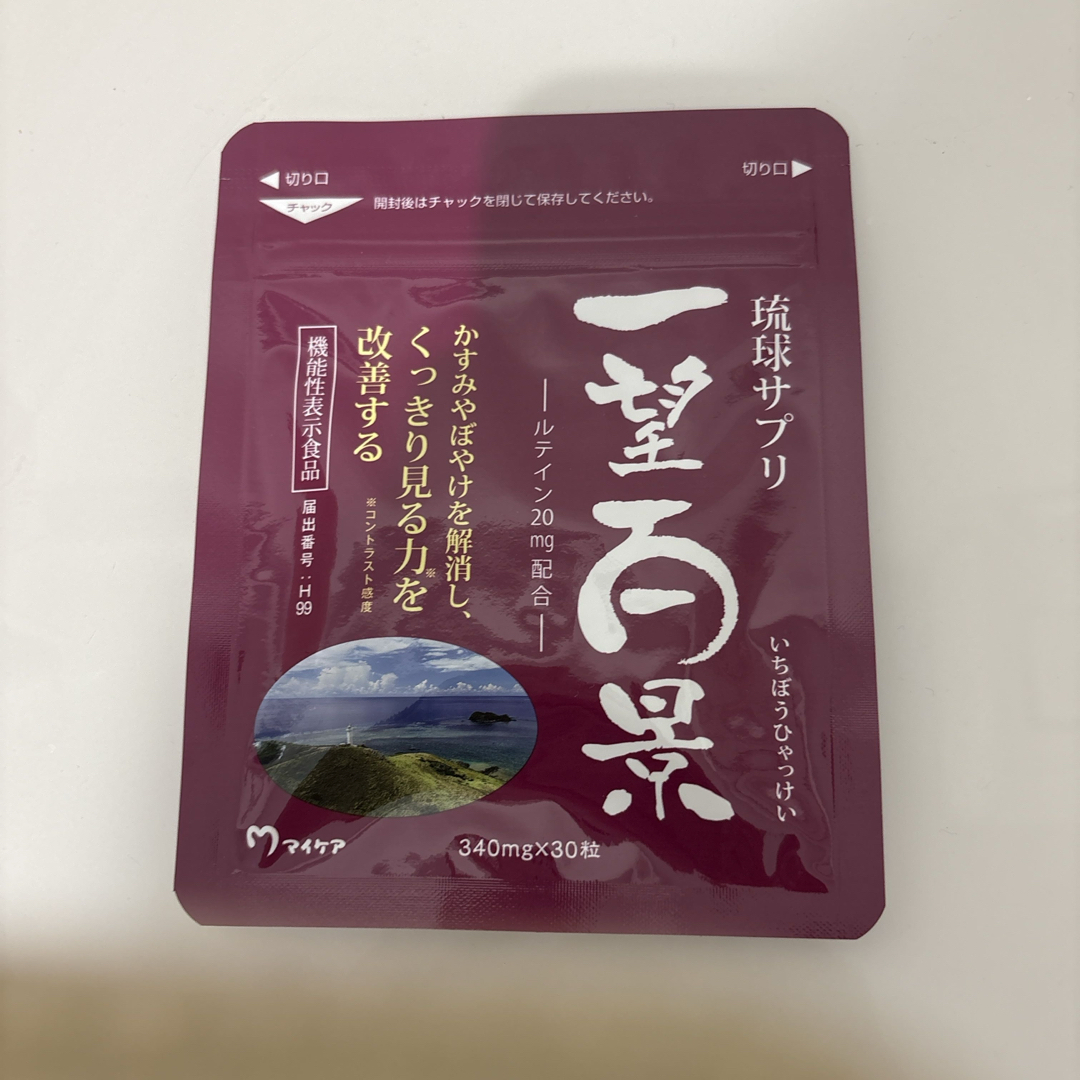 切り口
切り口
チャック
開封後はチャックを閉じて保存してください。
琉球サプリ
一望百景
いちぼうひゃっけい
ルテイン20mg配合
かすみやぼやけを解消し、
くっきり見る力※を
改善する
※コントラスト感度
機能性表示食品
届出番号:H99
マイケア
340mg×30粒